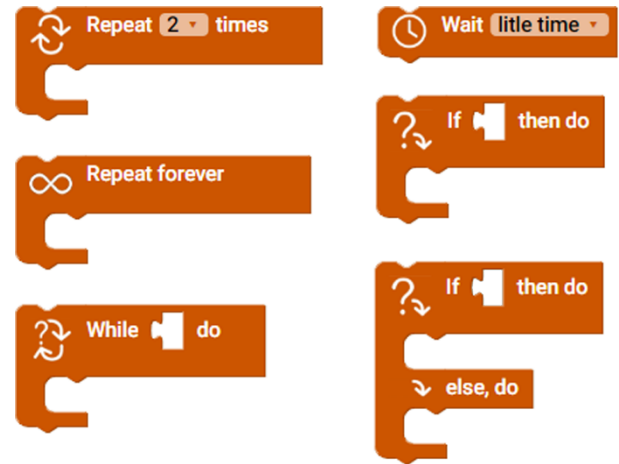 Repeat 2 times
Repeat forever
While do
Wait litle time
If then do
If then do
else, do